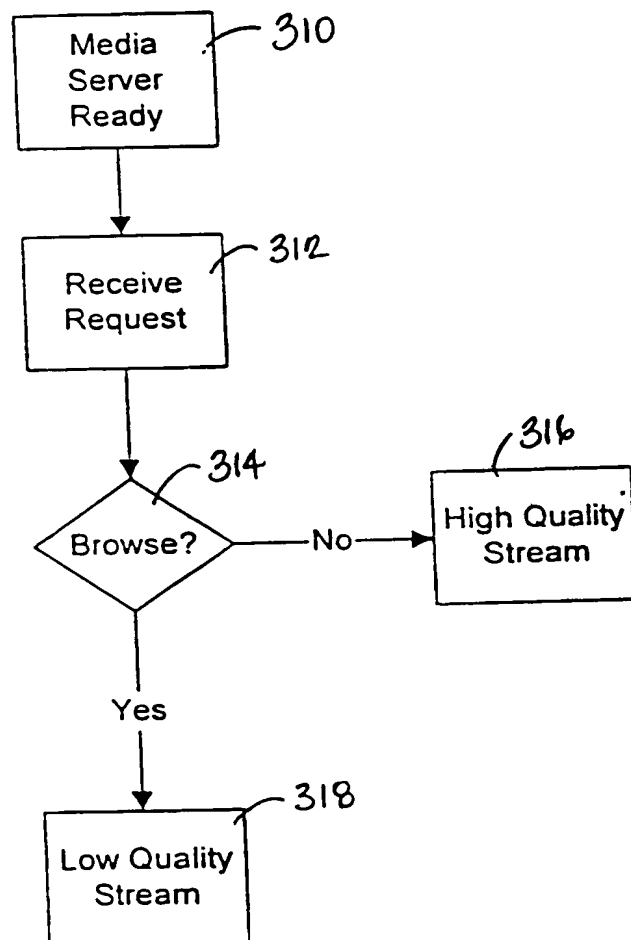 310
Media
Server
Ready
312
Receive
Request
314
Browse?
No
316
High Quality
Stream
Yes
318
Low Quality
Stream